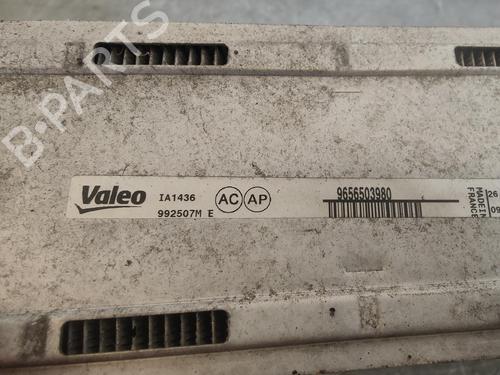 B-PARTS
Valeo
IA1436
992507M E
AC AP
9656503980
MADE IN
FRANCE
26
09